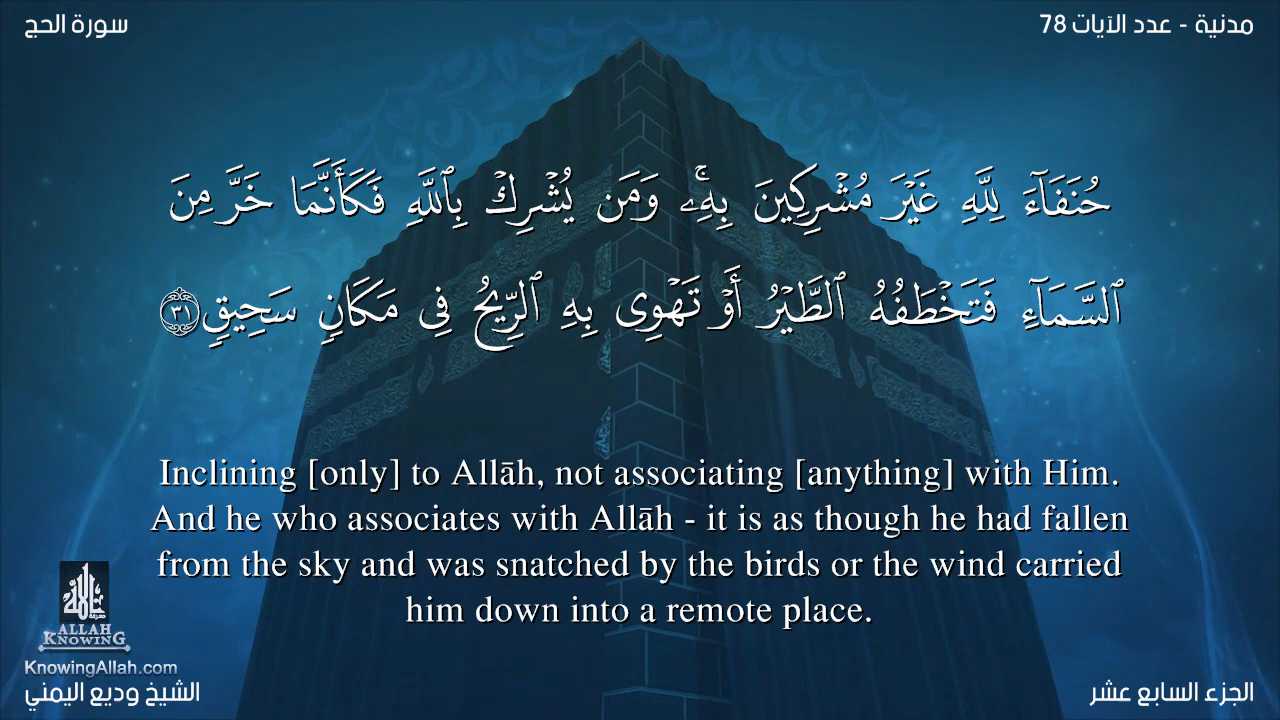 سورة الحج
مدنية - عدد الآيات 78
حُنَفَآءَ لِلَّهِ غَيْرَ مُشْرِكِينَ بِهِۦۚ وَمَن يُشْرِكْ بِٱللَّهِ فَكَأَنَّمَا خَرَّ مِنَ
ٱلسَّمَآءِ فَتَخْطَفُهُ ٱلطَّيْرُ أَوْ تَهْوِى بِهِ ٱلرِّيحُ فِى مَكَانٍ سَحِيقٍ ٣١
Inclining [only] to Allāh, not associating [anything] with Him.
And he who associates with Allāh - it is as though he had fallen
from the sky and was snatched by the birds or the wind carried
him down into a remote place.
ALLAH
KNOWING
KnowingAllah.com
الشيخ وديع اليمني
الجزء السابع عشر